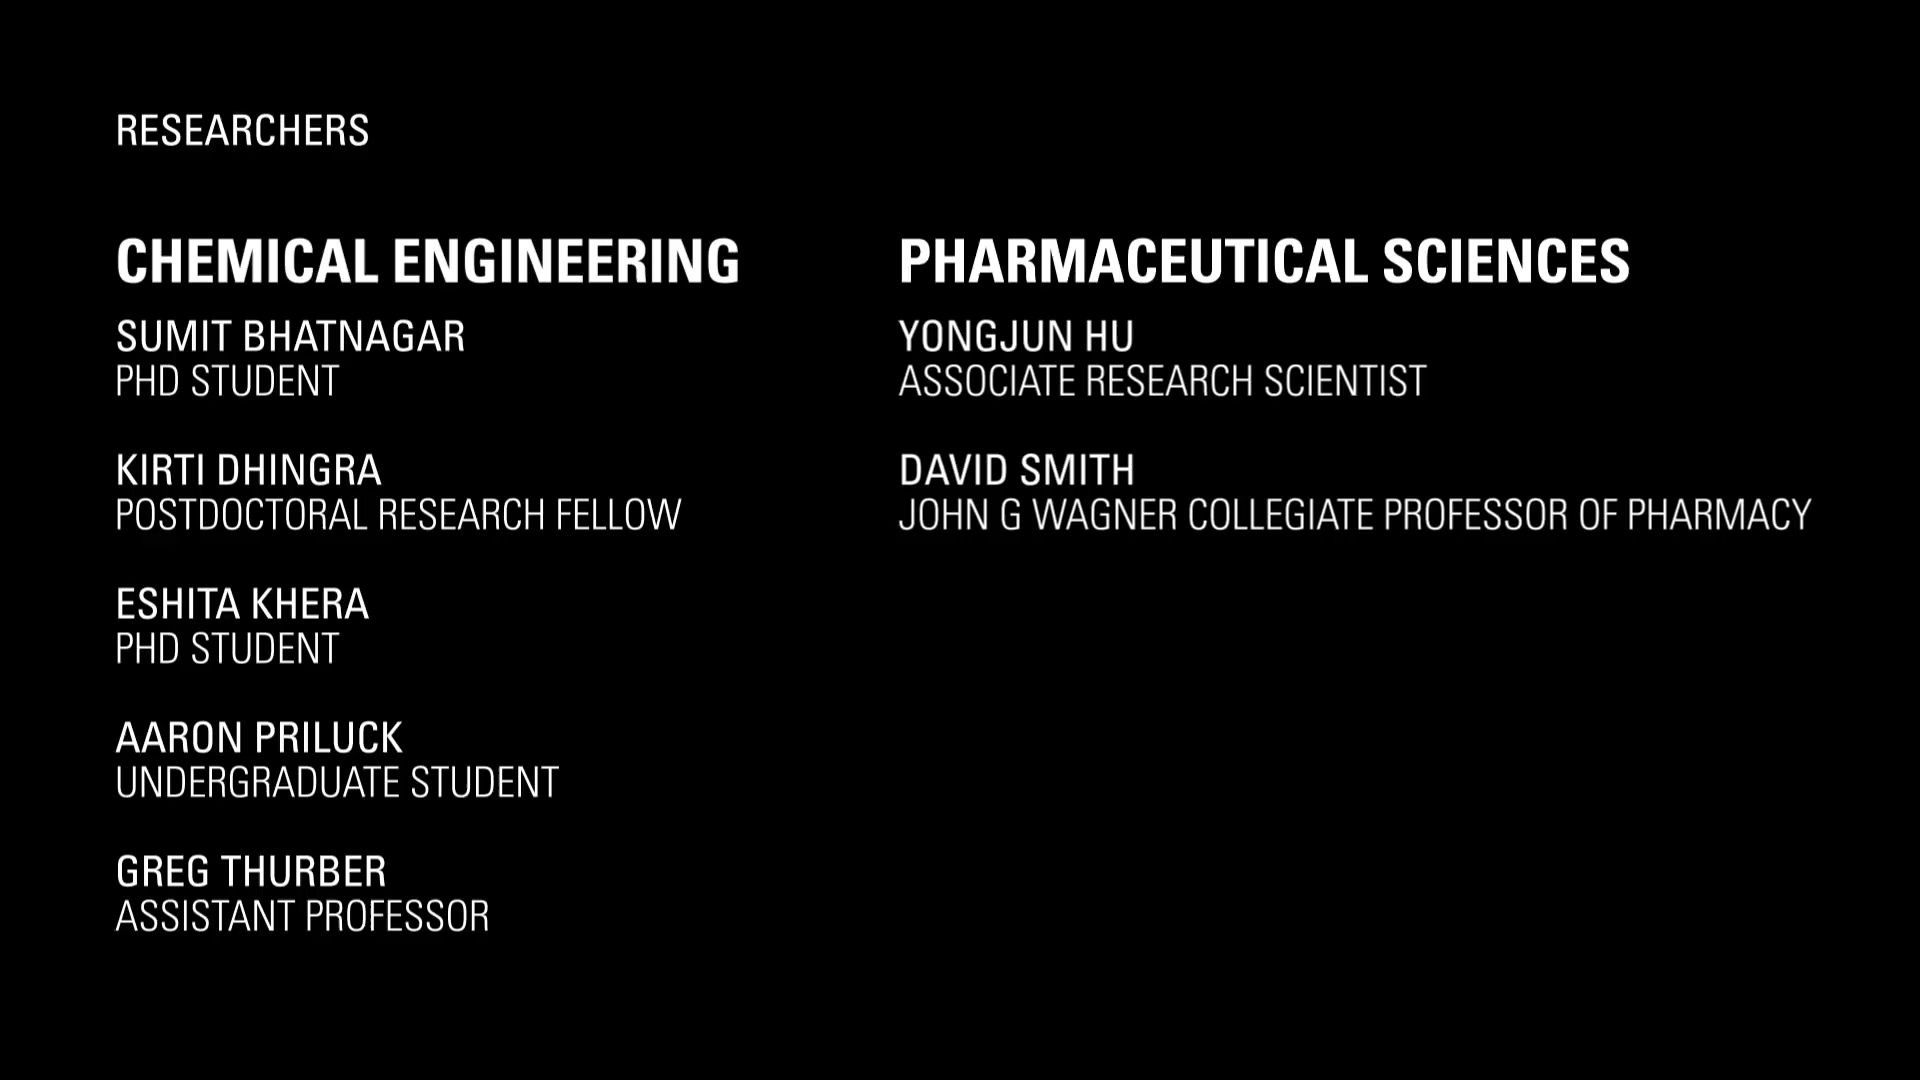 RESEARCHERS
CHEMICAL ENGINEERING
SUMIT BHATNAGAR
PHD STUDENT
KIRTI DHINGRA
POSTDOCTORAL RESEARCH FELLOW
ESHITA KHERA
PHD STUDENT
AARON PRILUCK
UNDERGRADUATE STUDENT
GREG THURBER
ASSISTANT PROFESSOR
PHARMACEUTICAL SCIENCES
YONGJUN HU
ASSOCIATE RESEARCH SCIENTIST
DAVID SMITH
JOHN G WAGNER COLLEGIATE PROFESSOR OF PHARMACY